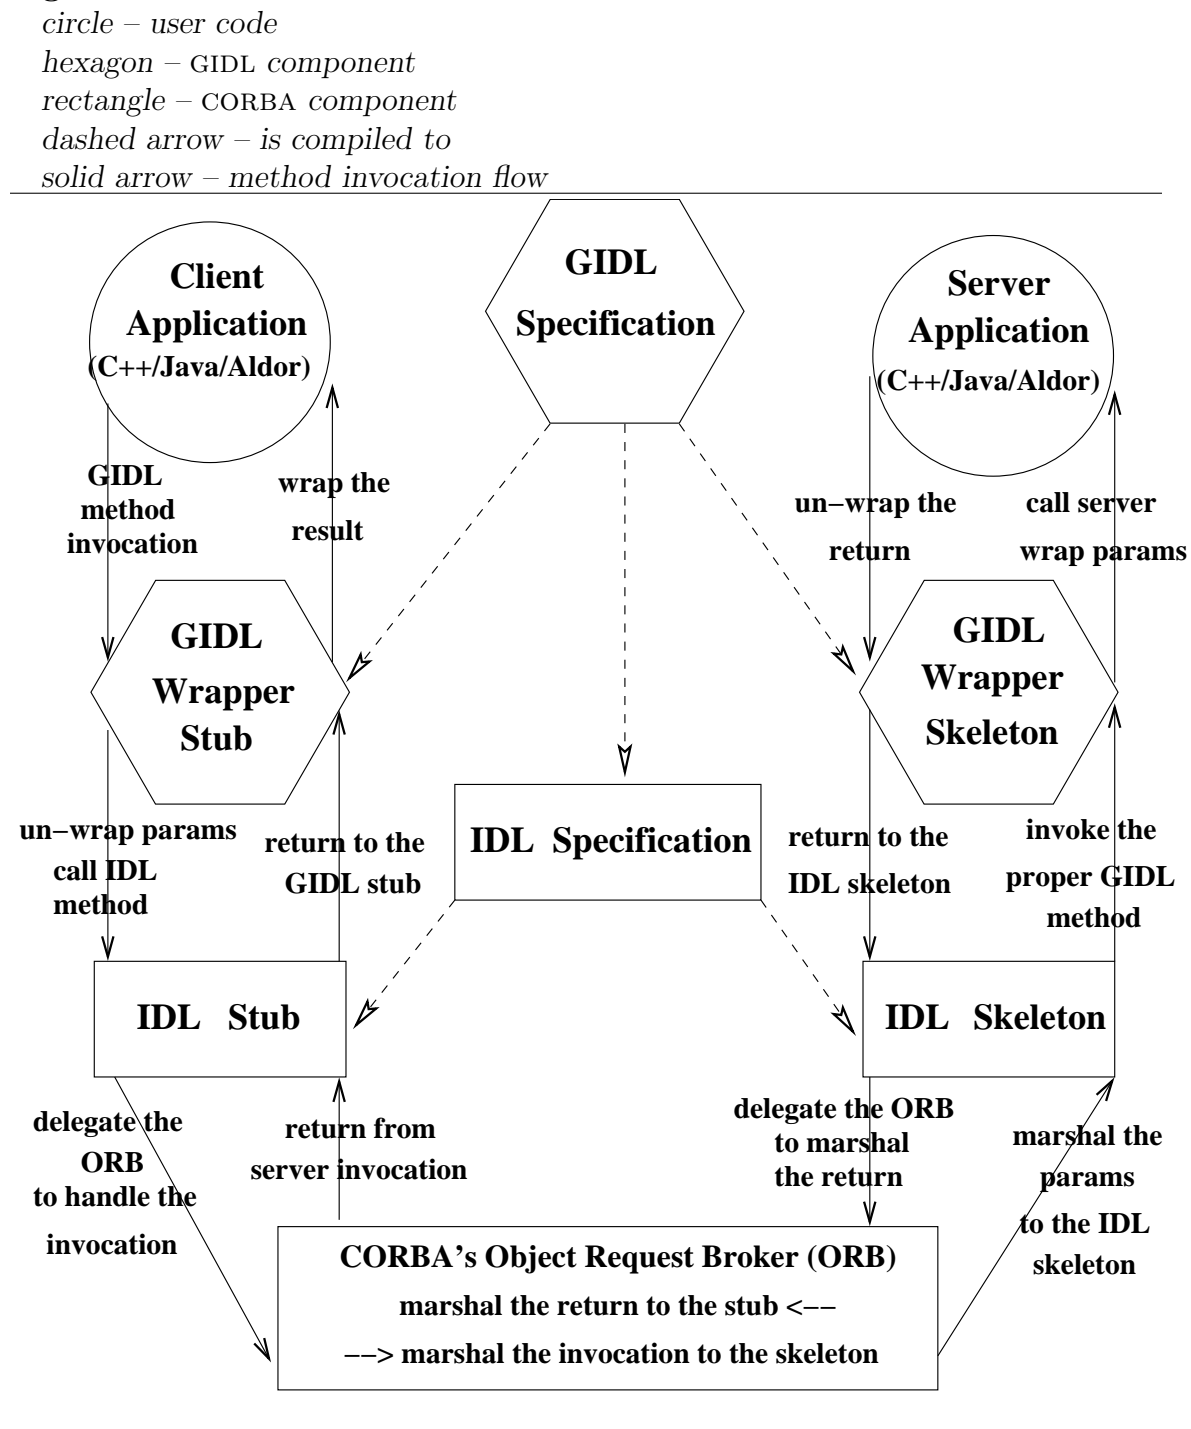 circle – user code
hexagon – GIDL component
rectangle – CORBA component
dashed arrow – is compiled to
solid arrow – method invocation flow
Client
Application
(C++/Java/Aldor)
GIDL
Specification
Server
Application
(C++/Java/Aldor)
GIDL
method
invocation
wrap the
result
un−wrap the
return
call server
wrap params
GIDL
Wrapper
Stub
GIDL
Wrapper
Skeleton
un−wrap params
call IDL
method
return to the
GIDL stub
IDL Specification
return to the
IDL skeleton
invoke the
proper GIDL
method
IDL Stub
IDL Skeleton
delegate the
ORB
to handle the
invocation
return from
server invocation
delegate the ORB
to marshal
the return
marshal the
params
to the IDL
skeleton
CORBA's Object Request Broker (ORB)
marshal the return to the stub <−−
−−> marshal the invocation to the skeleton